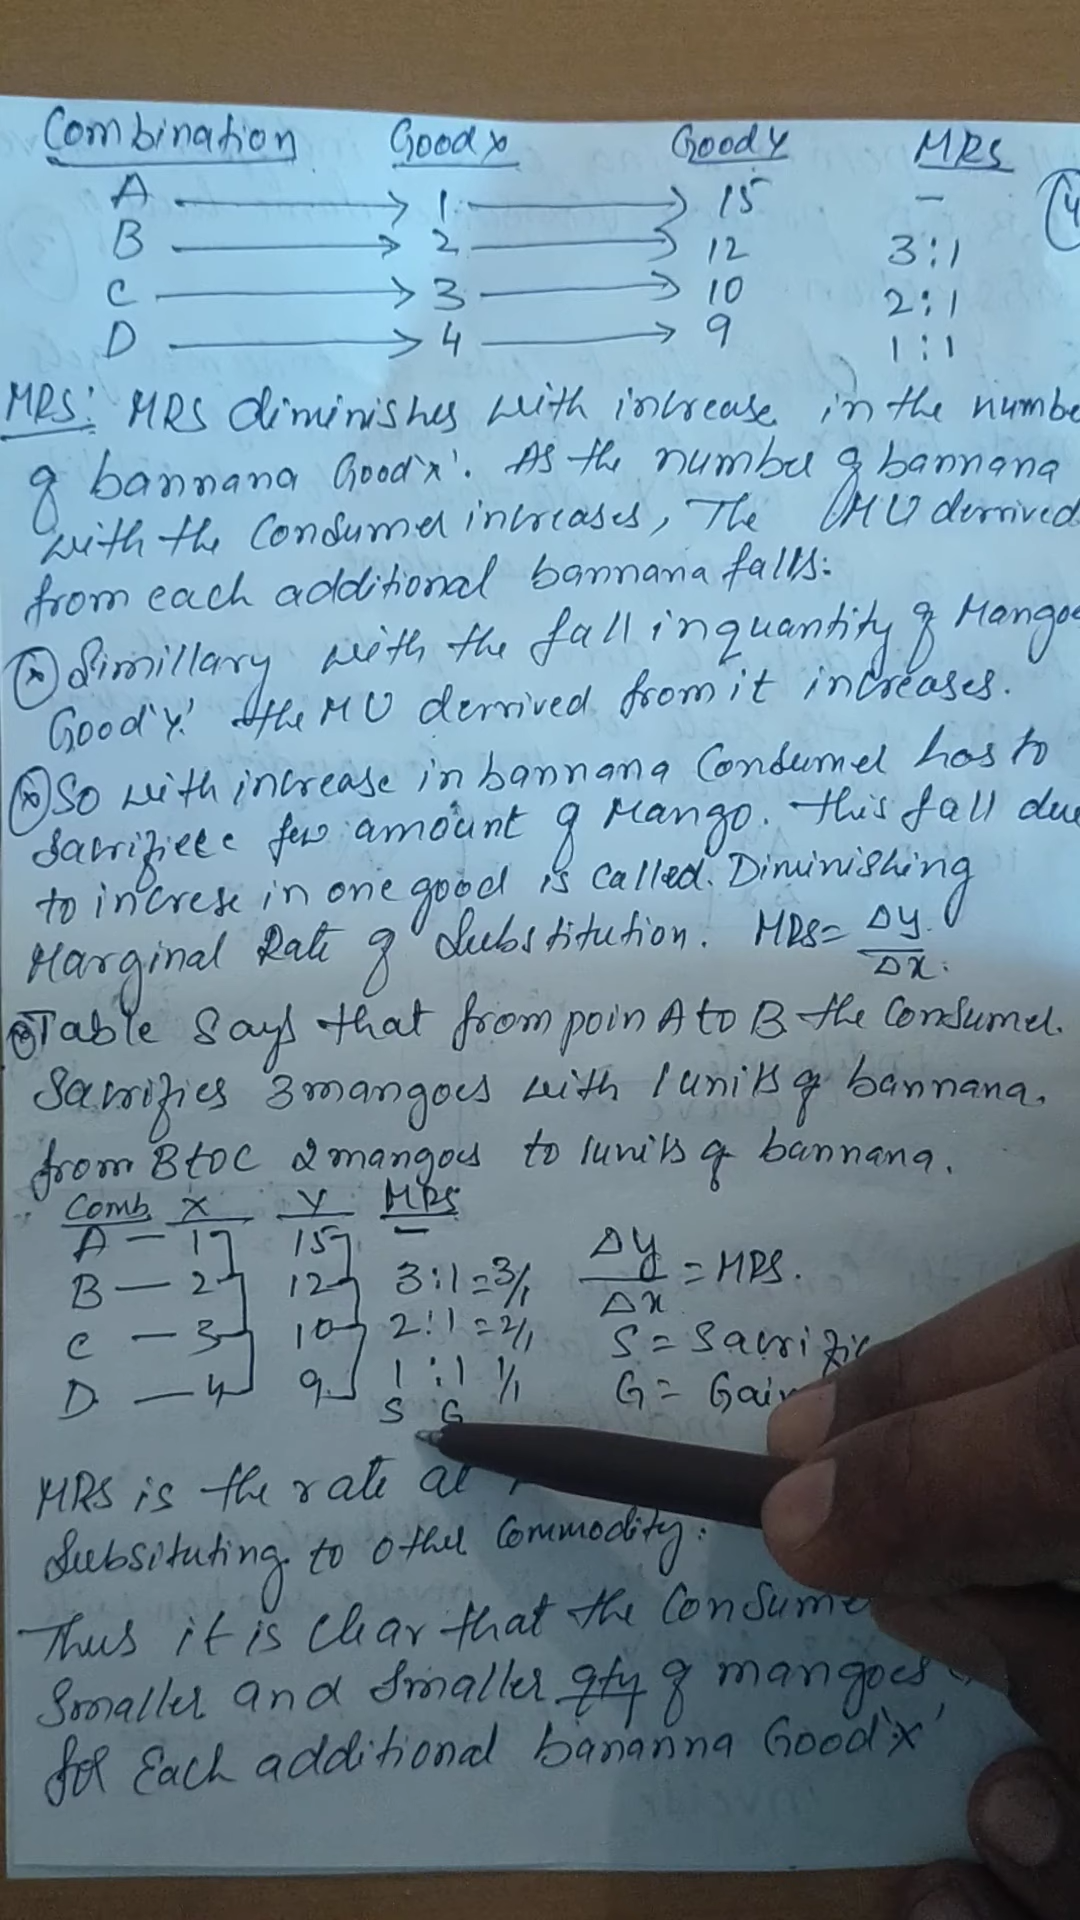 Combination Good x Good y MRS
A → 1 → 15 –
B → 2 → 12 3:1
C → 3 → 10 2:1
D → 4 → 9 1:1
MRS: MRS diminishes with increase in the numbe
of bannana Good 'x'. As the number of bannana
with the Consumer increases, The MU derrived
from each additional bannana falls.
Simillary with the fall in quantity of Mango
Good 'y' the MU derrived from it increases.
So with increase in bannana Consumer has to
few amount of Mango. this fall due
to increse in one good is called. Diminishing
Marginal Rate of Substitution. MRS = Δy/Δx.
Table Says that from poin A to B the Consumer.
Sacrifies 3 mangoes with 1 units of bannana.
from B to C 2 mangoes to 1 units of bannana.
Comb X Y MRS
A – 1 15 –
B – 2 12 3:1 = 3/1 Δy/Δx = MRS.
C – 3 10 2:1 = 2/1 S = Sacrific
D – 4 9 1:1 1/1 G = Gain
S G
MRS is the rate at
Subsituting to other Commodity.
Thus it is Clear that the Consume
Smaller and Smaller qty of mangoes
for Each additional bananna Good 'x'